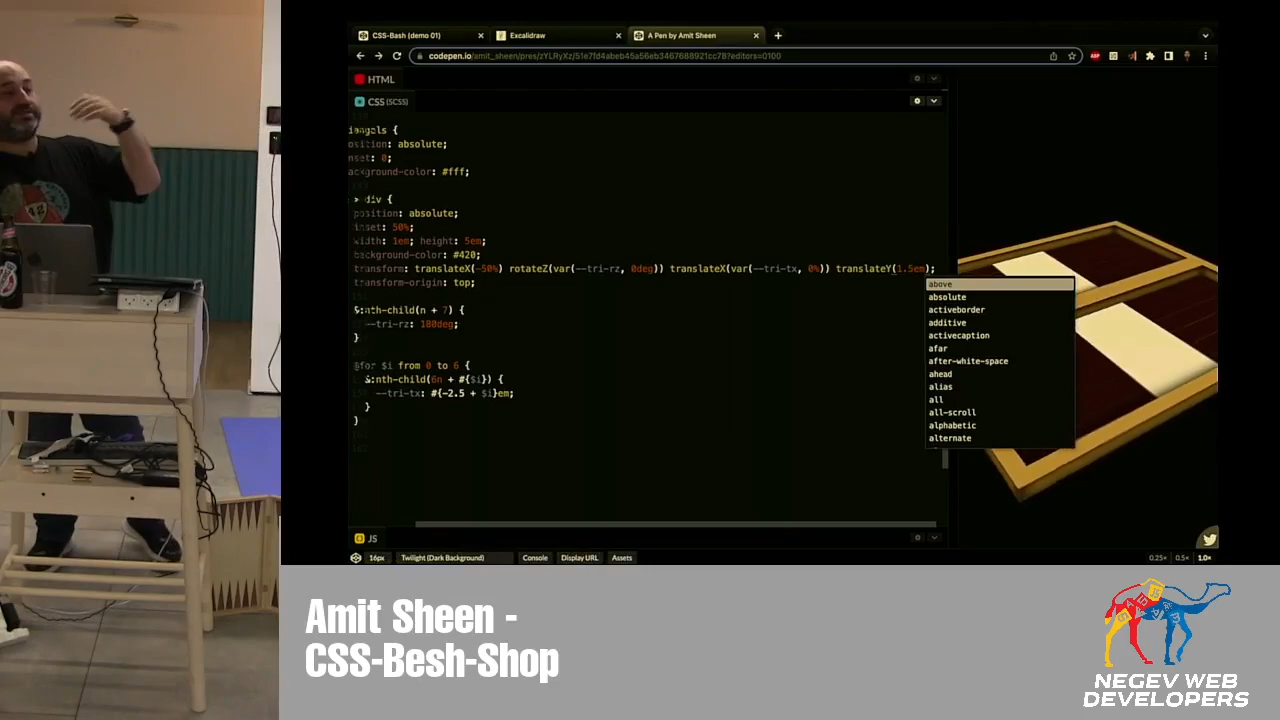 CSS-Bash (demo 01)
Excalidraw
A Pen by Amit Sheen
codepen.io/amit_sheen/pres/zYLRyXz/51e7fd4abeb45a56eb3467688921cc78?editors=0100
HTML
CSS (SCSS)
iangels {
osition: absolute;
nset: 0;
ackground-color: #fff;
> div {
position: absolute;
inset: 50%;
width: 1em; height: 5em;
background-color: #420;
transform: translateX(-50%) rotateZ(var(--tri-rz, 0deg)) translateX(var(--tri-tx, 0%)) translateY(1.5em);
transform-origin: top;
&:nth-child(n + 7) {
--tri-rz: 180deg;
}
@for $i from 0 to 6 {
&:nth-child(6n + #{$i}) {
--tri-tx: #{-2.5 + $i}em;
}
}
above
absolute
activeborder
additive
activecaption
afar
after-white-space
ahead
alias
all
all-scroll
alphabetic
alternate
JS
16px
Twilight (Dark Background)
Console
Display URL
Assets
0.25×
0.5×
1.0×
Amit Sheen -
CSS-Besh-Shop
NEGEV WEB
DEVELOPERS